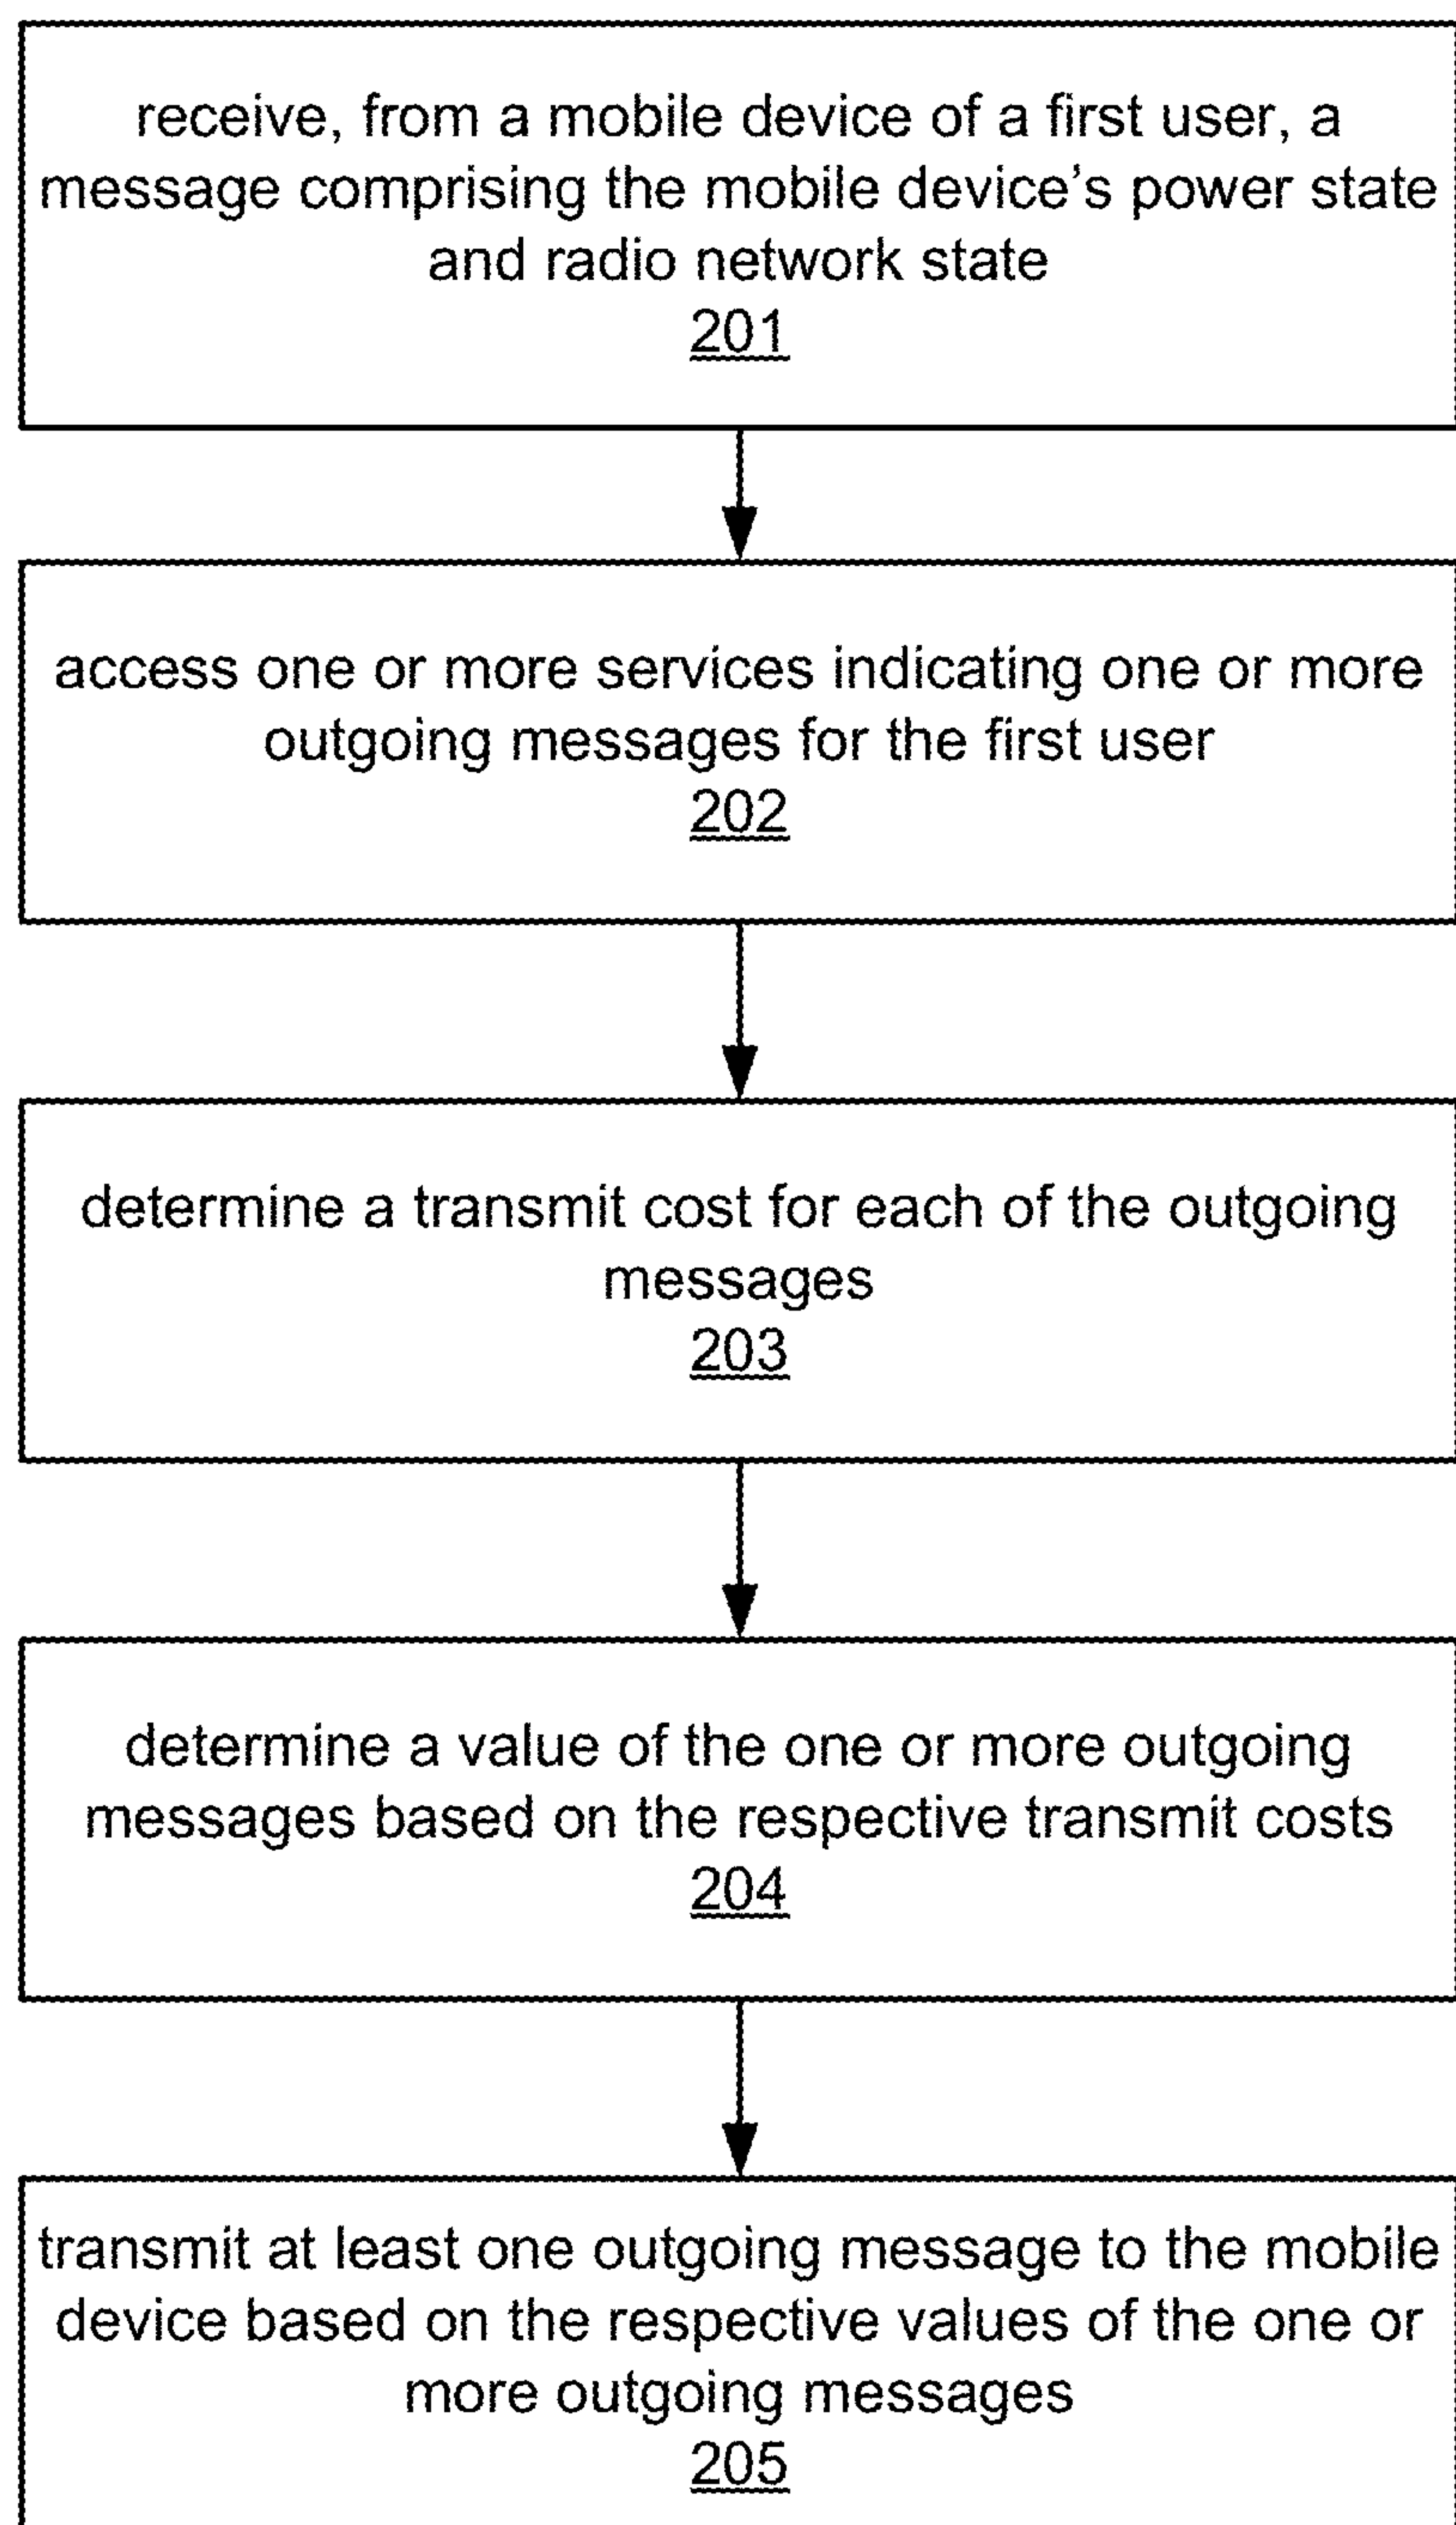 receive, from a mobile device of a first user, a
message comprising the mobile device's power state
and radio network state
201
access one or more services indicating one or more
outgoing messages for the first user
202
determine a transmit cost for each of the outgoing
messages
203
determine a value of the one or more outgoing
messages based on the respective transmit costs
204
transmit at least one outgoing message to the mobile
device based on the respective values of the one or
more outgoing messages
205